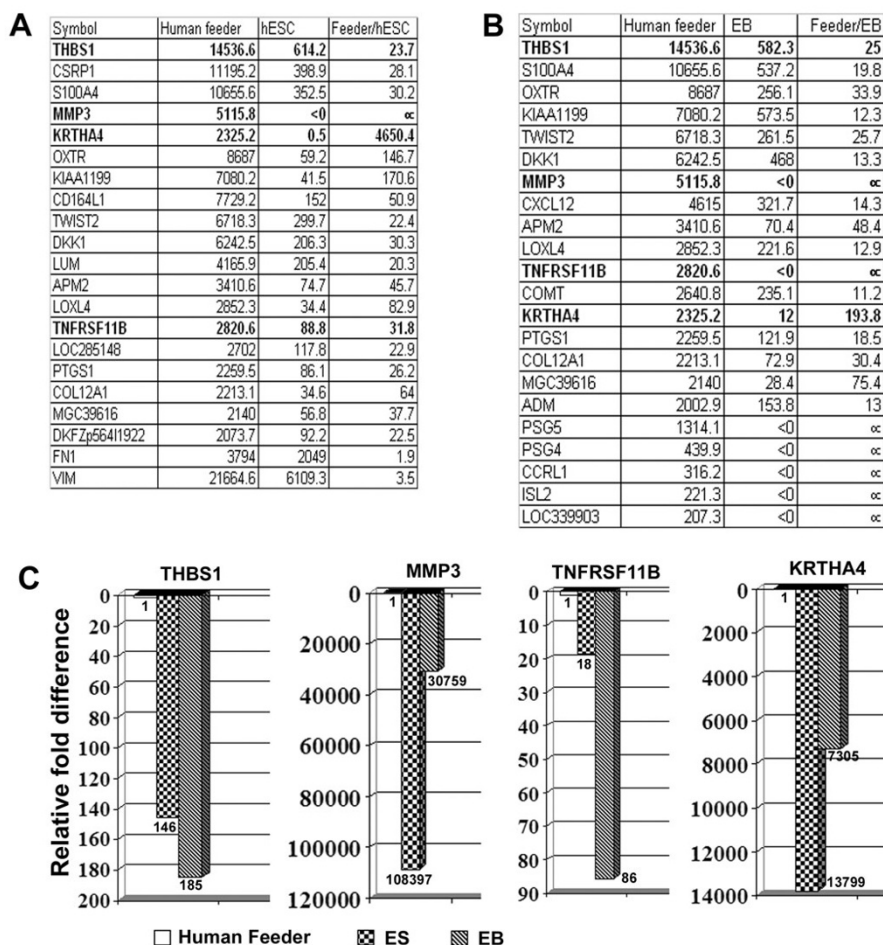 A
Symbol Human feeder hESC Feeder/hESC
THBS1 14536.6 614.2 23.7
CSRP1 11195.2 398.9 28.1
S100A4 10655.6 352.5 30.2
MMP3 5115.8 <0 ∝
KRTHA4 2325.2 0.5 4650.4
OXTR 8687 59.2 146.7
KIAA1199 7080.2 41.5 170.6
CD164L1 7729.2 152 50.9
TWIST2 6718.3 299.7 22.4
DKK1 6242.5 206.3 30.3
LUM 4165.9 205.4 20.3
APM2 3410.6 74.7 45.7
LOXL4 2852.3 34.4 82.9
TNFRSF11B 2820.6 88.8 31.8
LOC285148 2702 117.8 22.9
PTGS1 2259.5 86.1 26.2
COL12A1 2213.1 34.6 64
MGC39616 2140 56.8 37.7
DKFZp564I1922 2073.7 92.2 22.5
FN1 3794 2049 1.9
VIM 21664.6 6109.3 3.5
B
Symbol Human feeder EB Feeder/EB
THBS1 14536.6 582.3 25
S100A4 10655.6 537.2 19.8
OXTR 8687 256.1 33.9
KIAA1199 7080.2 573.5 12.3
TWIST2 6718.3 261.5 25.7
DKK1 6242.5 468 13.3
MMP3 5115.8 <0 ∝
CXCL12 4615 321.7 14.3
APM2 3410.6 70.4 48.4
LOXL4 2852.3 221.6 12.9
TNFRSF11B 2820.6 <0 ∝
COMT 2640.8 235.1 11.2
KRTHA4 2325.2 12 193.8
PTGS1 2259.5 121.9 18.5
COL12A1 2213.1 72.9 30.4
MGC39616 2140 28.4 75.4
ADM 2002.9 153.8 13
PSG5 1314.1 <0 ∝
PSG4 439.9 <0 ∝
CCRL1 316.2 <0 ∝
ISL2 221.3 <0 ∝
LOC339903 207.3 <0 ∝
C
Relative fold difference
THBS1
0
20
40
60
80
100
120
140
160
180
200
1
146
185
MMP3
0
20000
40000
60000
80000
100000
120000
1
108397
30759
TNFRSF11B
0
10
20
30
40
50
60
70
80
90
1
18
86
KRTHA4
0
2000
4000
6000
8000
10000
12000
14000
1
13799
7305
Human Feeder ES EB